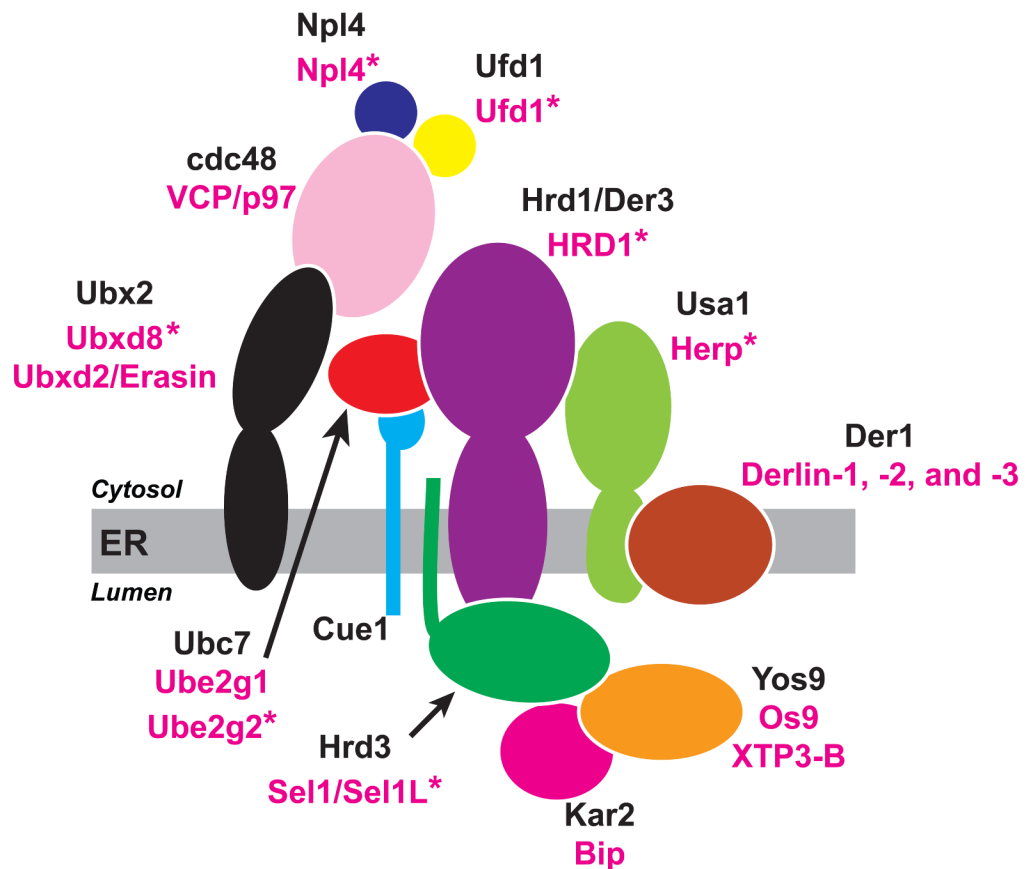 Npl4
Npl4*
Ufd1
Ufd1*
cdc48
VCP/p97
Hrd1/Der3
HRD1*
Ubx2
Ubxd8*
Ubxd2/Erasin
Usa1
Herp*
Der1
Derlin-1, -2, and -3
Cytosol
ER
Lumen
Cue1
Ubc7
Ube2g1
Ube2g2*
Hrd3
Sel1/Sel1L*
Yos9
Os9
XTP3-B
Kar2
Bip